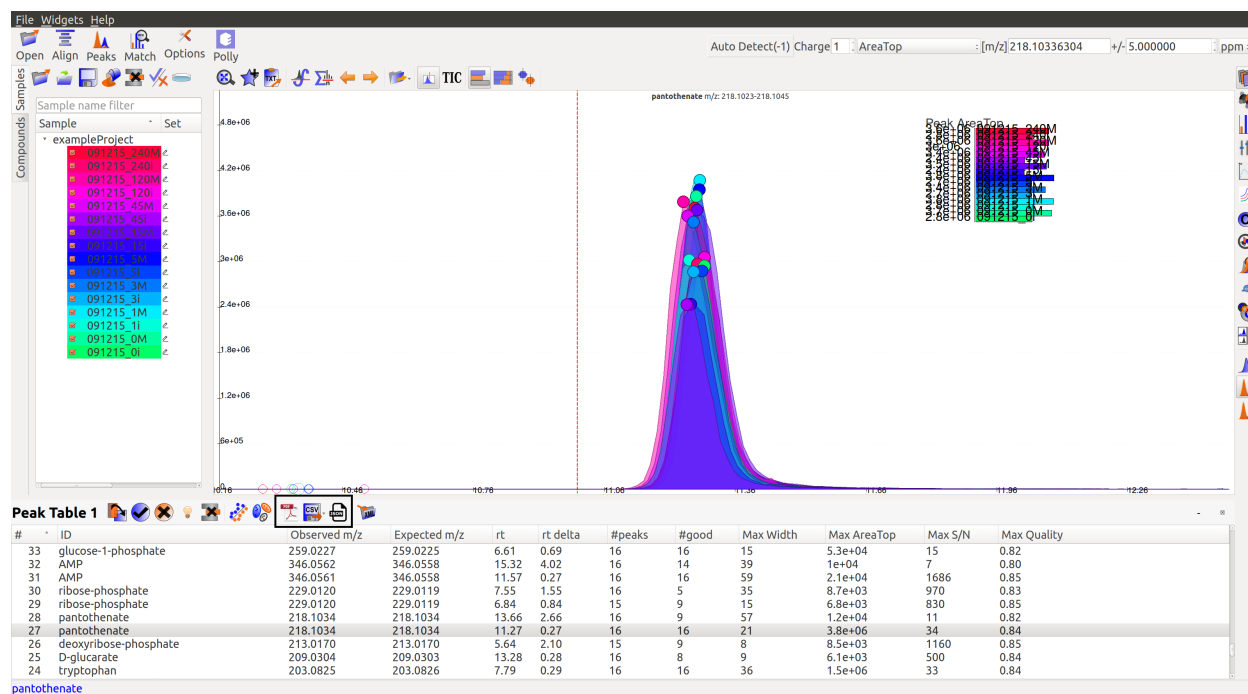 File Widgets Help
Open Align Peaks Match Options Polly
Auto Detect(-1) Charge 1 AreaTop [m/z] 218.10336304 +/- 5.000000 ppm
TXT TIC
Samples
Compounds
Sample name filter
Sample Set
exampleProject
091215_240M
091215_240i
091215_120M
091215_120i
091215_45M
091215_45i
091215_15M
091215_15i
091215_5M
091215_5i
091215_3M
091215_3i
091215_1M
091215_1i
091215_0M
091215_0i
pantothenate m/z: 218.1023-218.1045
Peak AreaTop
2.8e+06 091215_0i
4.8e+06
4.2e+06
3.6e+06
3e+06
2.4e+06
1.8e+06
1.2e+06
6e+05
0
10.16 10.46 10.76 11.06 11.36 11.66 11.96 12.26
Peak Table 1 PDF CSV JSON
# ID Observed m/z Expected m/z rt rt delta #peaks #good Max Width Max AreaTop Max S/N Max Quality
33 glucose-1-phosphate 259.0227 259.0225 6.61 0.69 16 16 15 5.3e+04 15 0.82
32 AMP 346.0562 346.0558 15.32 4.02 16 14 39 1e+04 7 0.80
31 AMP 346.0561 346.0558 11.57 0.27 16 16 59 2.1e+04 1686 0.85
30 ribose-phosphate 229.0120 229.0119 7.55 1.55 16 5 35 8.7e+03 970 0.83
29 ribose-phosphate 229.0120 229.0119 6.84 0.84 15 9 15 6.8e+03 830 0.85
28 pantothenate 218.1034 218.1034 13.66 2.66 16 9 57 1.2e+04 11 0.82
27 pantothenate 218.1034 218.1034 11.27 0.27 16 16 21 3.8e+06 34 0.84
26 deoxyribose-phosphate 213.0170 213.0170 5.64 2.10 15 9 8 8.5e+03 1160 0.85
25 D-glucarate 209.0304 209.0303 13.28 0.28 16 8 9 6.1e+03 500 0.84
24 tryptophan 203.0825 203.0826 7.79 0.29 16 16 36 1.5e+06 33 0.84
pantothenate